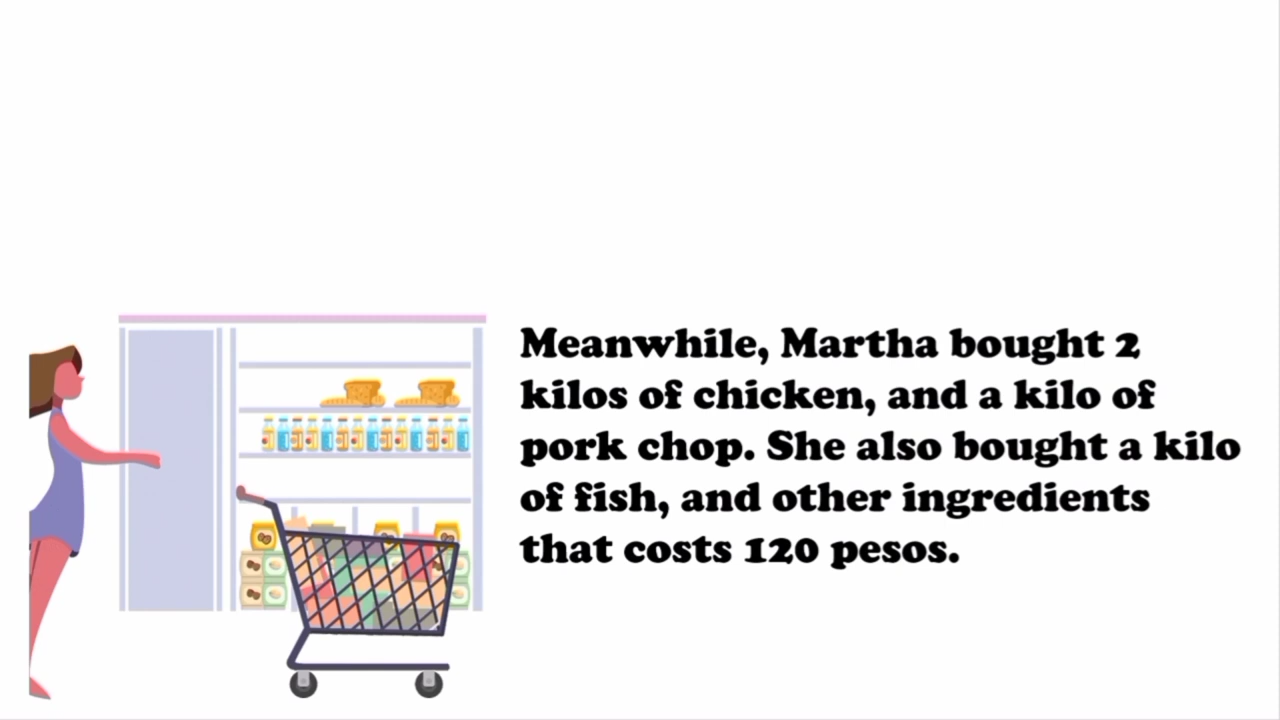 Meanwhile, Martha bought 2
kilos of chicken, and a kilo of
pork chop. She also bought a kilo
of fish, and other ingredients
that costs 120 pesos.